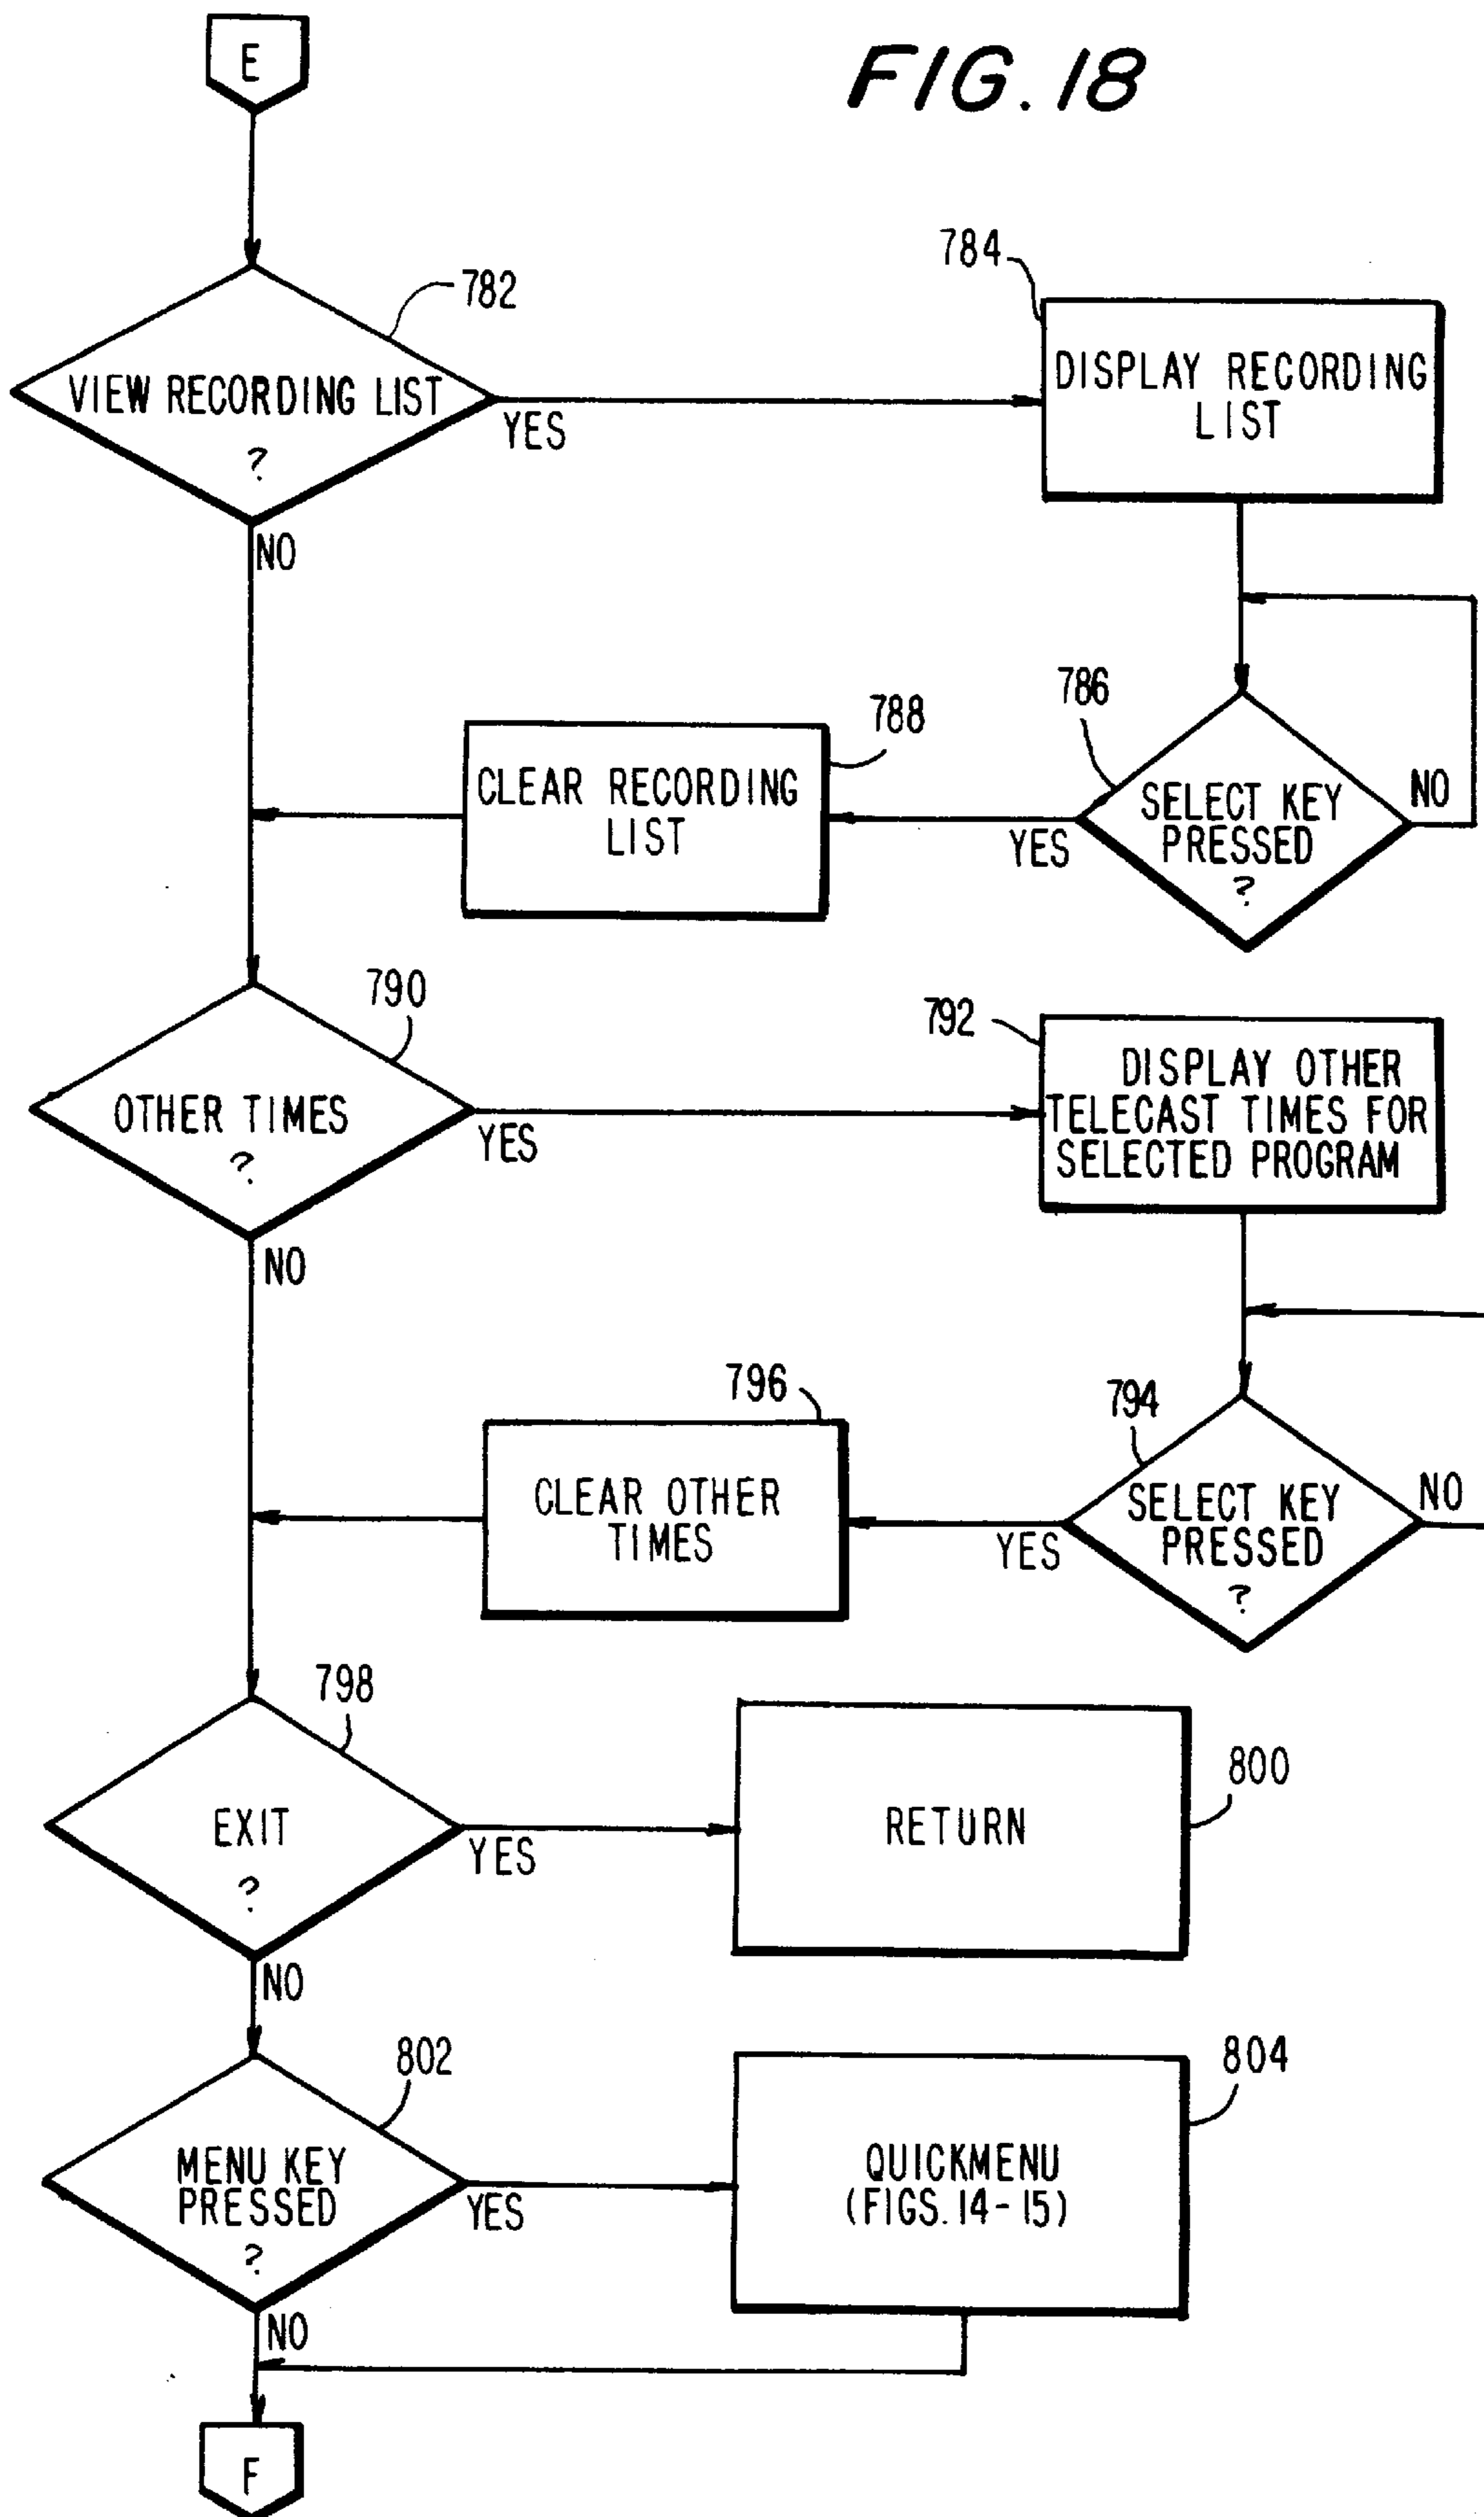 E
FIG. 18
782
VIEW RECORDING LIST
?
YES
NO
784
DISPLAY RECORDING
LIST
786
SELECT KEY
PRESSED
?
NO
YES
788
CLEAR RECORDING
LIST
790
OTHER TIMES
?
YES
NO
792
DISPLAY OTHER
TELECAST TIMES FOR
SELECTED PROGRAM
794
SELECT KEY
PRESSED
?
NO
YES
796
CLEAR OTHER
TIMES
798
EXIT
?
YES
NO
800
RETURN
802
MENU KEY
PRESSED
?
YES
NO
804
QUICKMENU
(FIGS. 14-15)
F